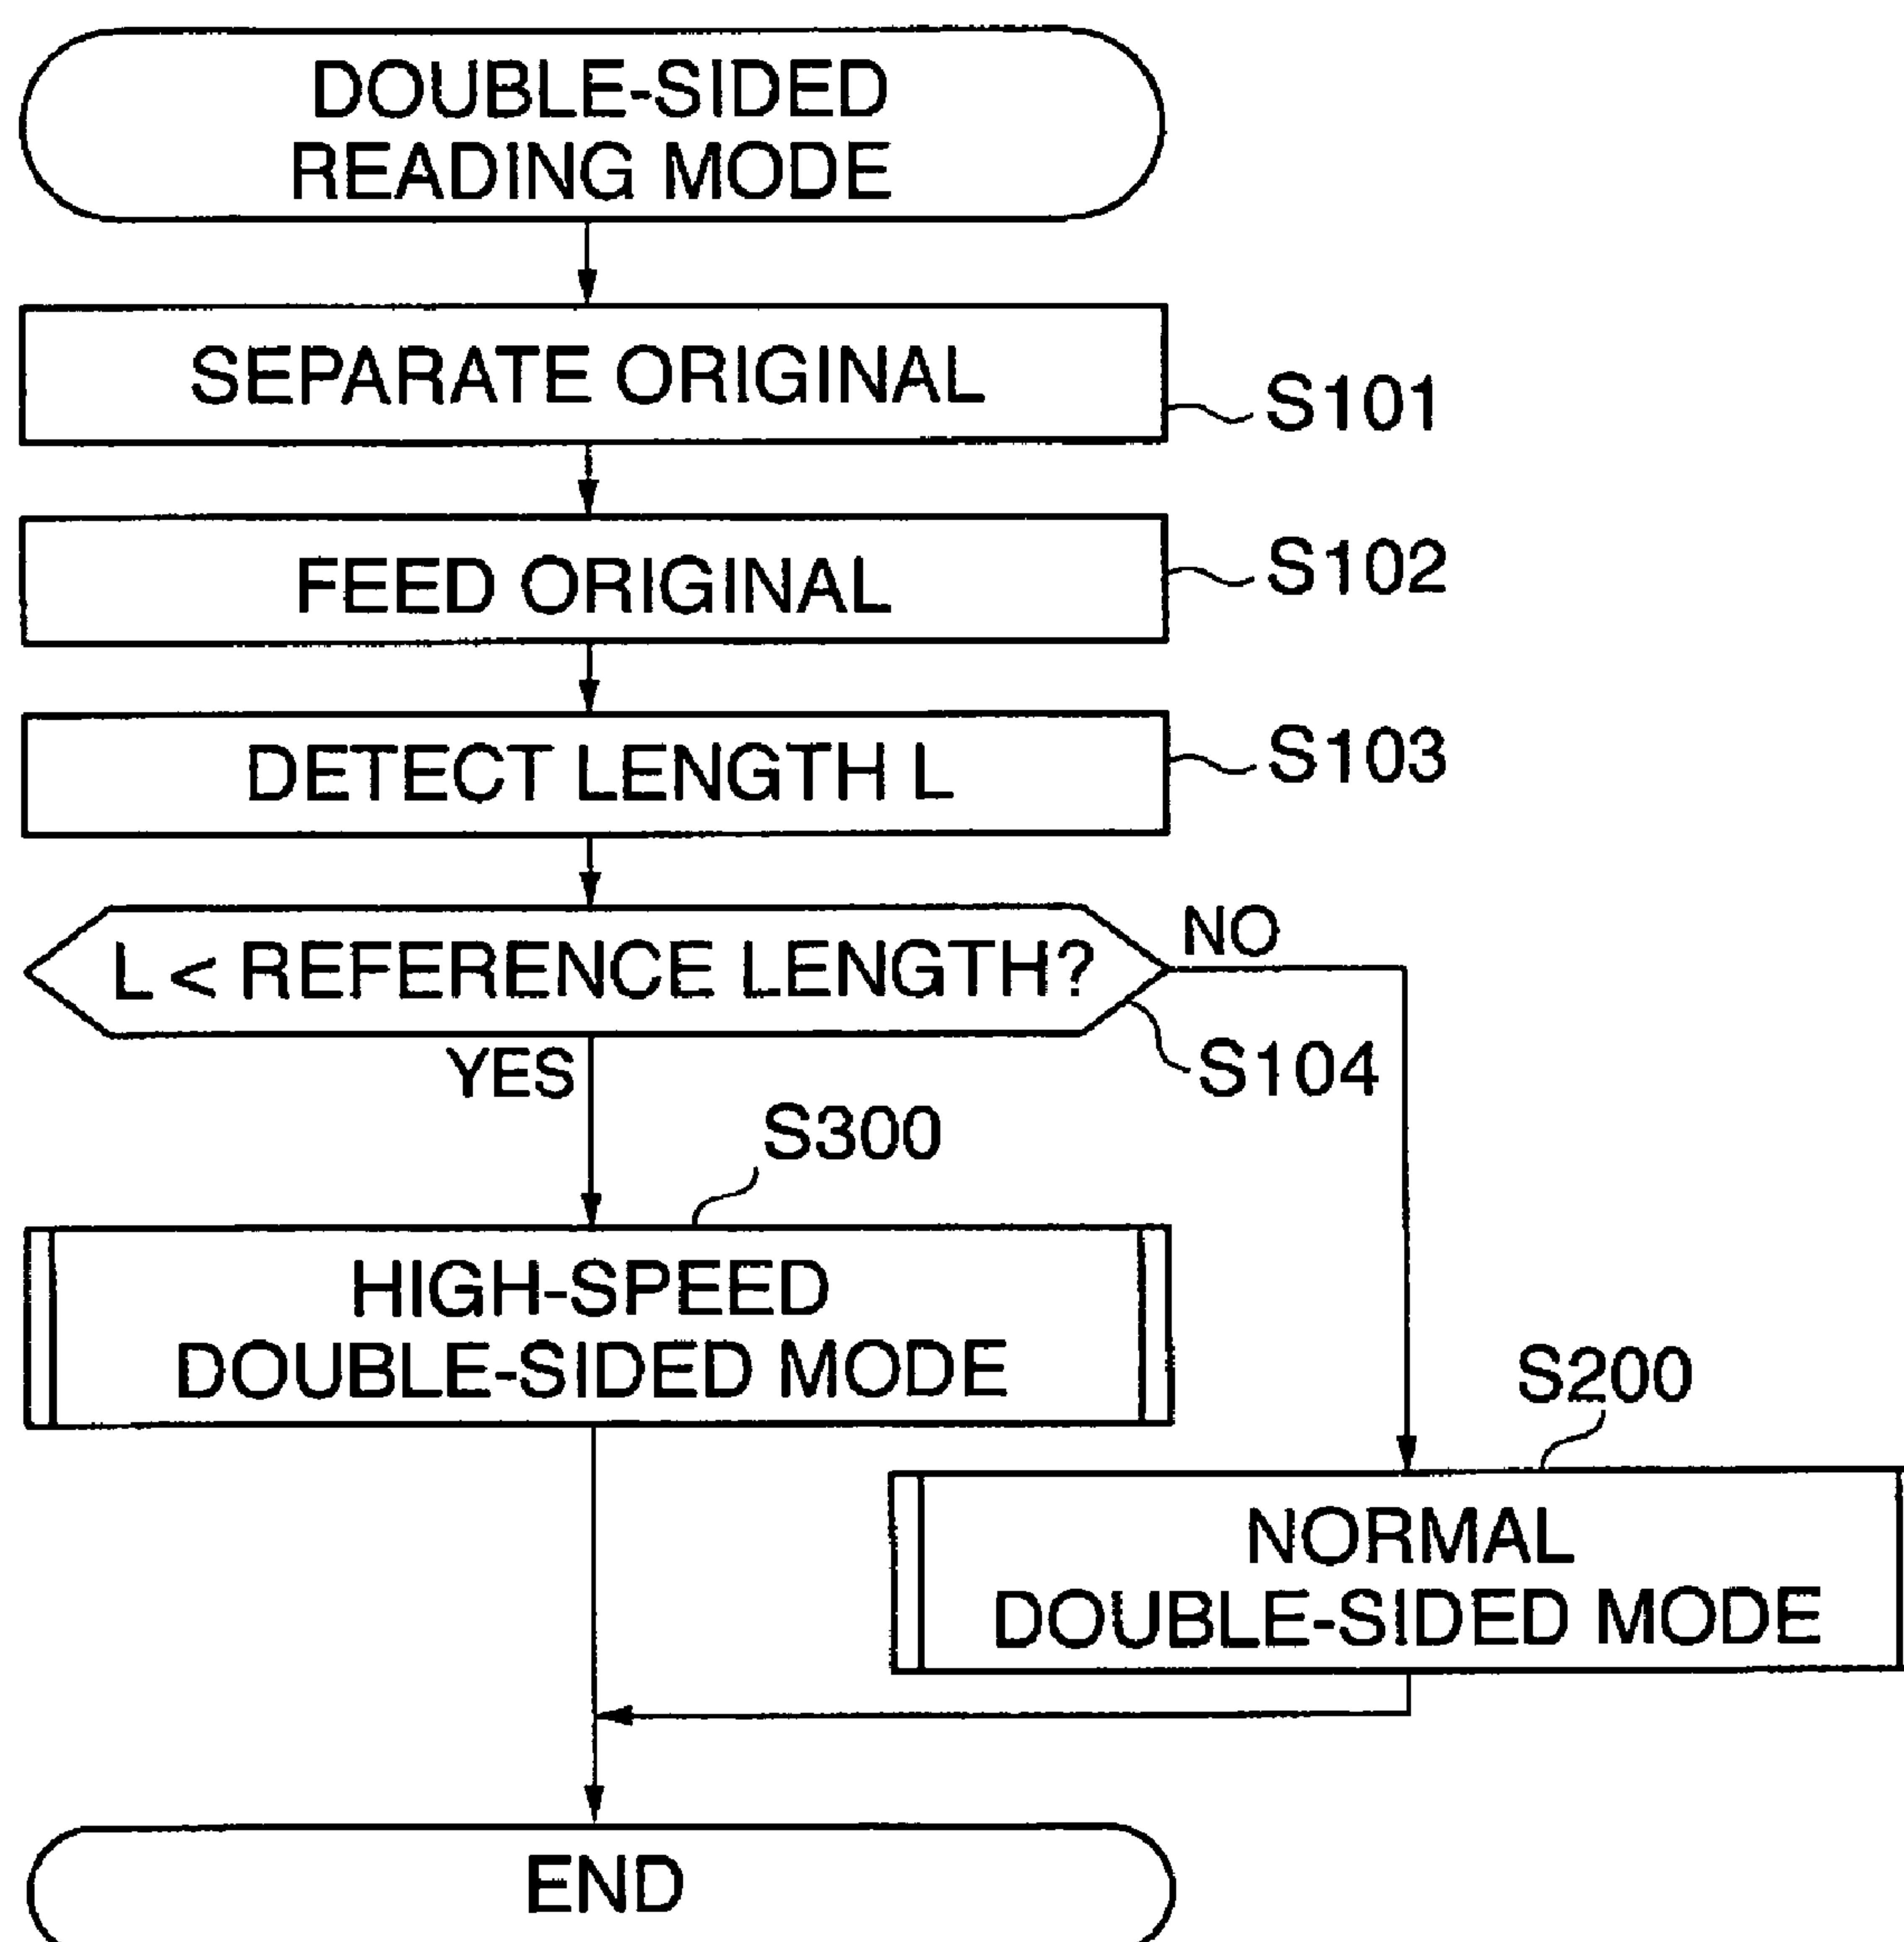 DOUBLE-SIDED
READING MODE
SEPARATE ORIGINAL
S101
FEED ORIGINAL
S102
DETECT LENGTH L
S103
L < REFERENCE LENGTH?
NO
S104
YES
S300
HIGH-SPEED
DOUBLE-SIDED MODE
S200
NORMAL
DOUBLE-SIDED MODE
END